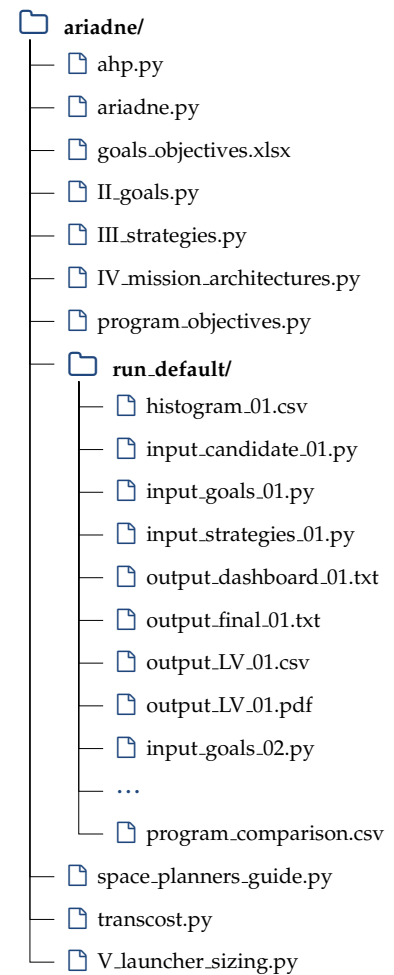 ariadne/
ahp.py
ariadne.py
goals_objectives.xlsx
II_goals.py
III_strategies.py
IV_mission_architectures.py
program_objectives.py
run_default/
histogram_01.csv
input_candidate_01.py
input_goals_01.py
input_strategies_01.py
output_dashboard_01.txt
output_final_01.txt
output_LV_01.csv
output_LV_01.pdf
input_goals_02.py
...
program_comparison.csv
space_planners_guide.py
transcost.py
V_launcher_sizing.py